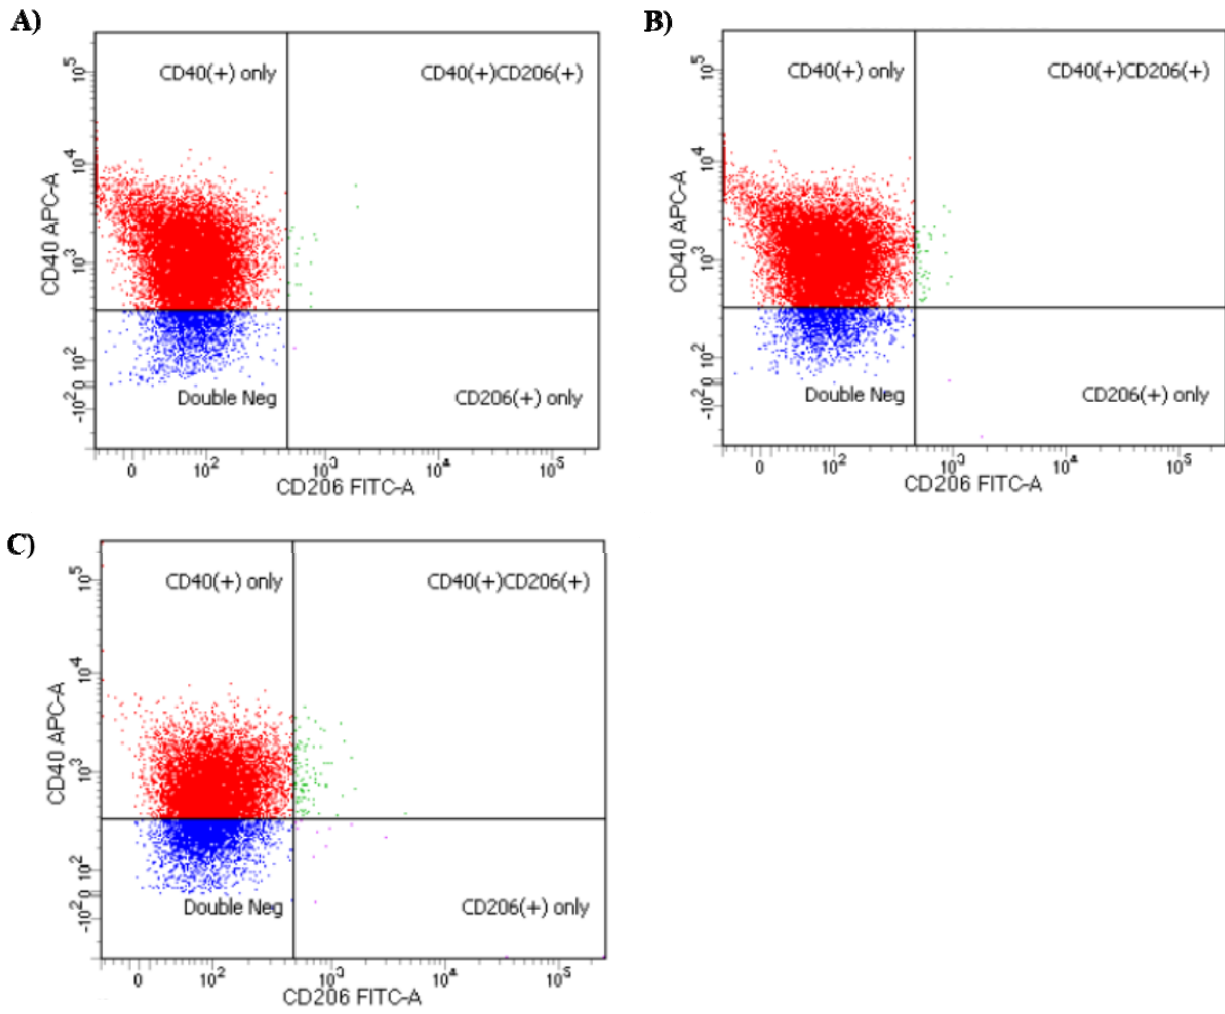 A)
CD40(+) only CD40(+)CD206(+)
10^5
10^4
10^3
10^2
0
-10^2
CD40 APC-A
Double Neg CD206(+) only
0 10^2 10^3 10^4 10^5
CD206 FITC-A
B)
CD40(+) only CD40(+)CD206(+)
10^5
10^4
10^3
10^2
0
-10^2
CD40 APC-A
Double Neg CD206(+) only
0 10^2 10^3 10^4 10^5
CD206 FITC-A
C)
CD40(+) only CD40(+)CD206(+)
10^5
10^4
10^3
10^2
0
-10^2
CD40 APC-A
Double Neg CD206(+) only
0 10^2 10^3 10^4 10^5
CD206 FITC-A